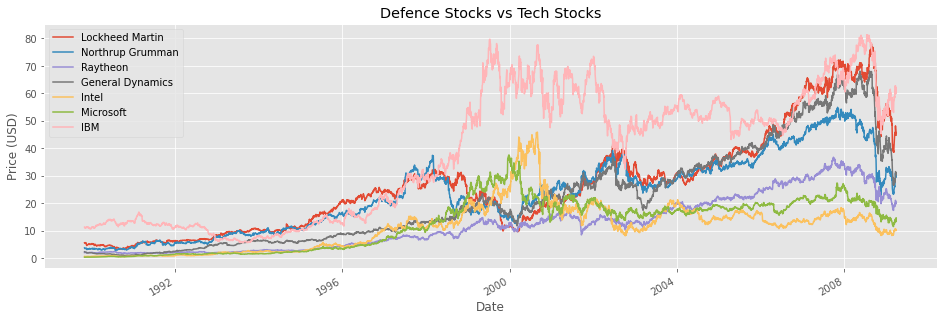 Defence Stocks vs Tech Stocks
Lockheed Martin
Northrup Grumman
Raytheon
General Dynamics
Intel
Microsoft
IBM
80
70
60
50
40
30
20
10
0
Price (USD)
1992
1996
2000
2004
2008
Date